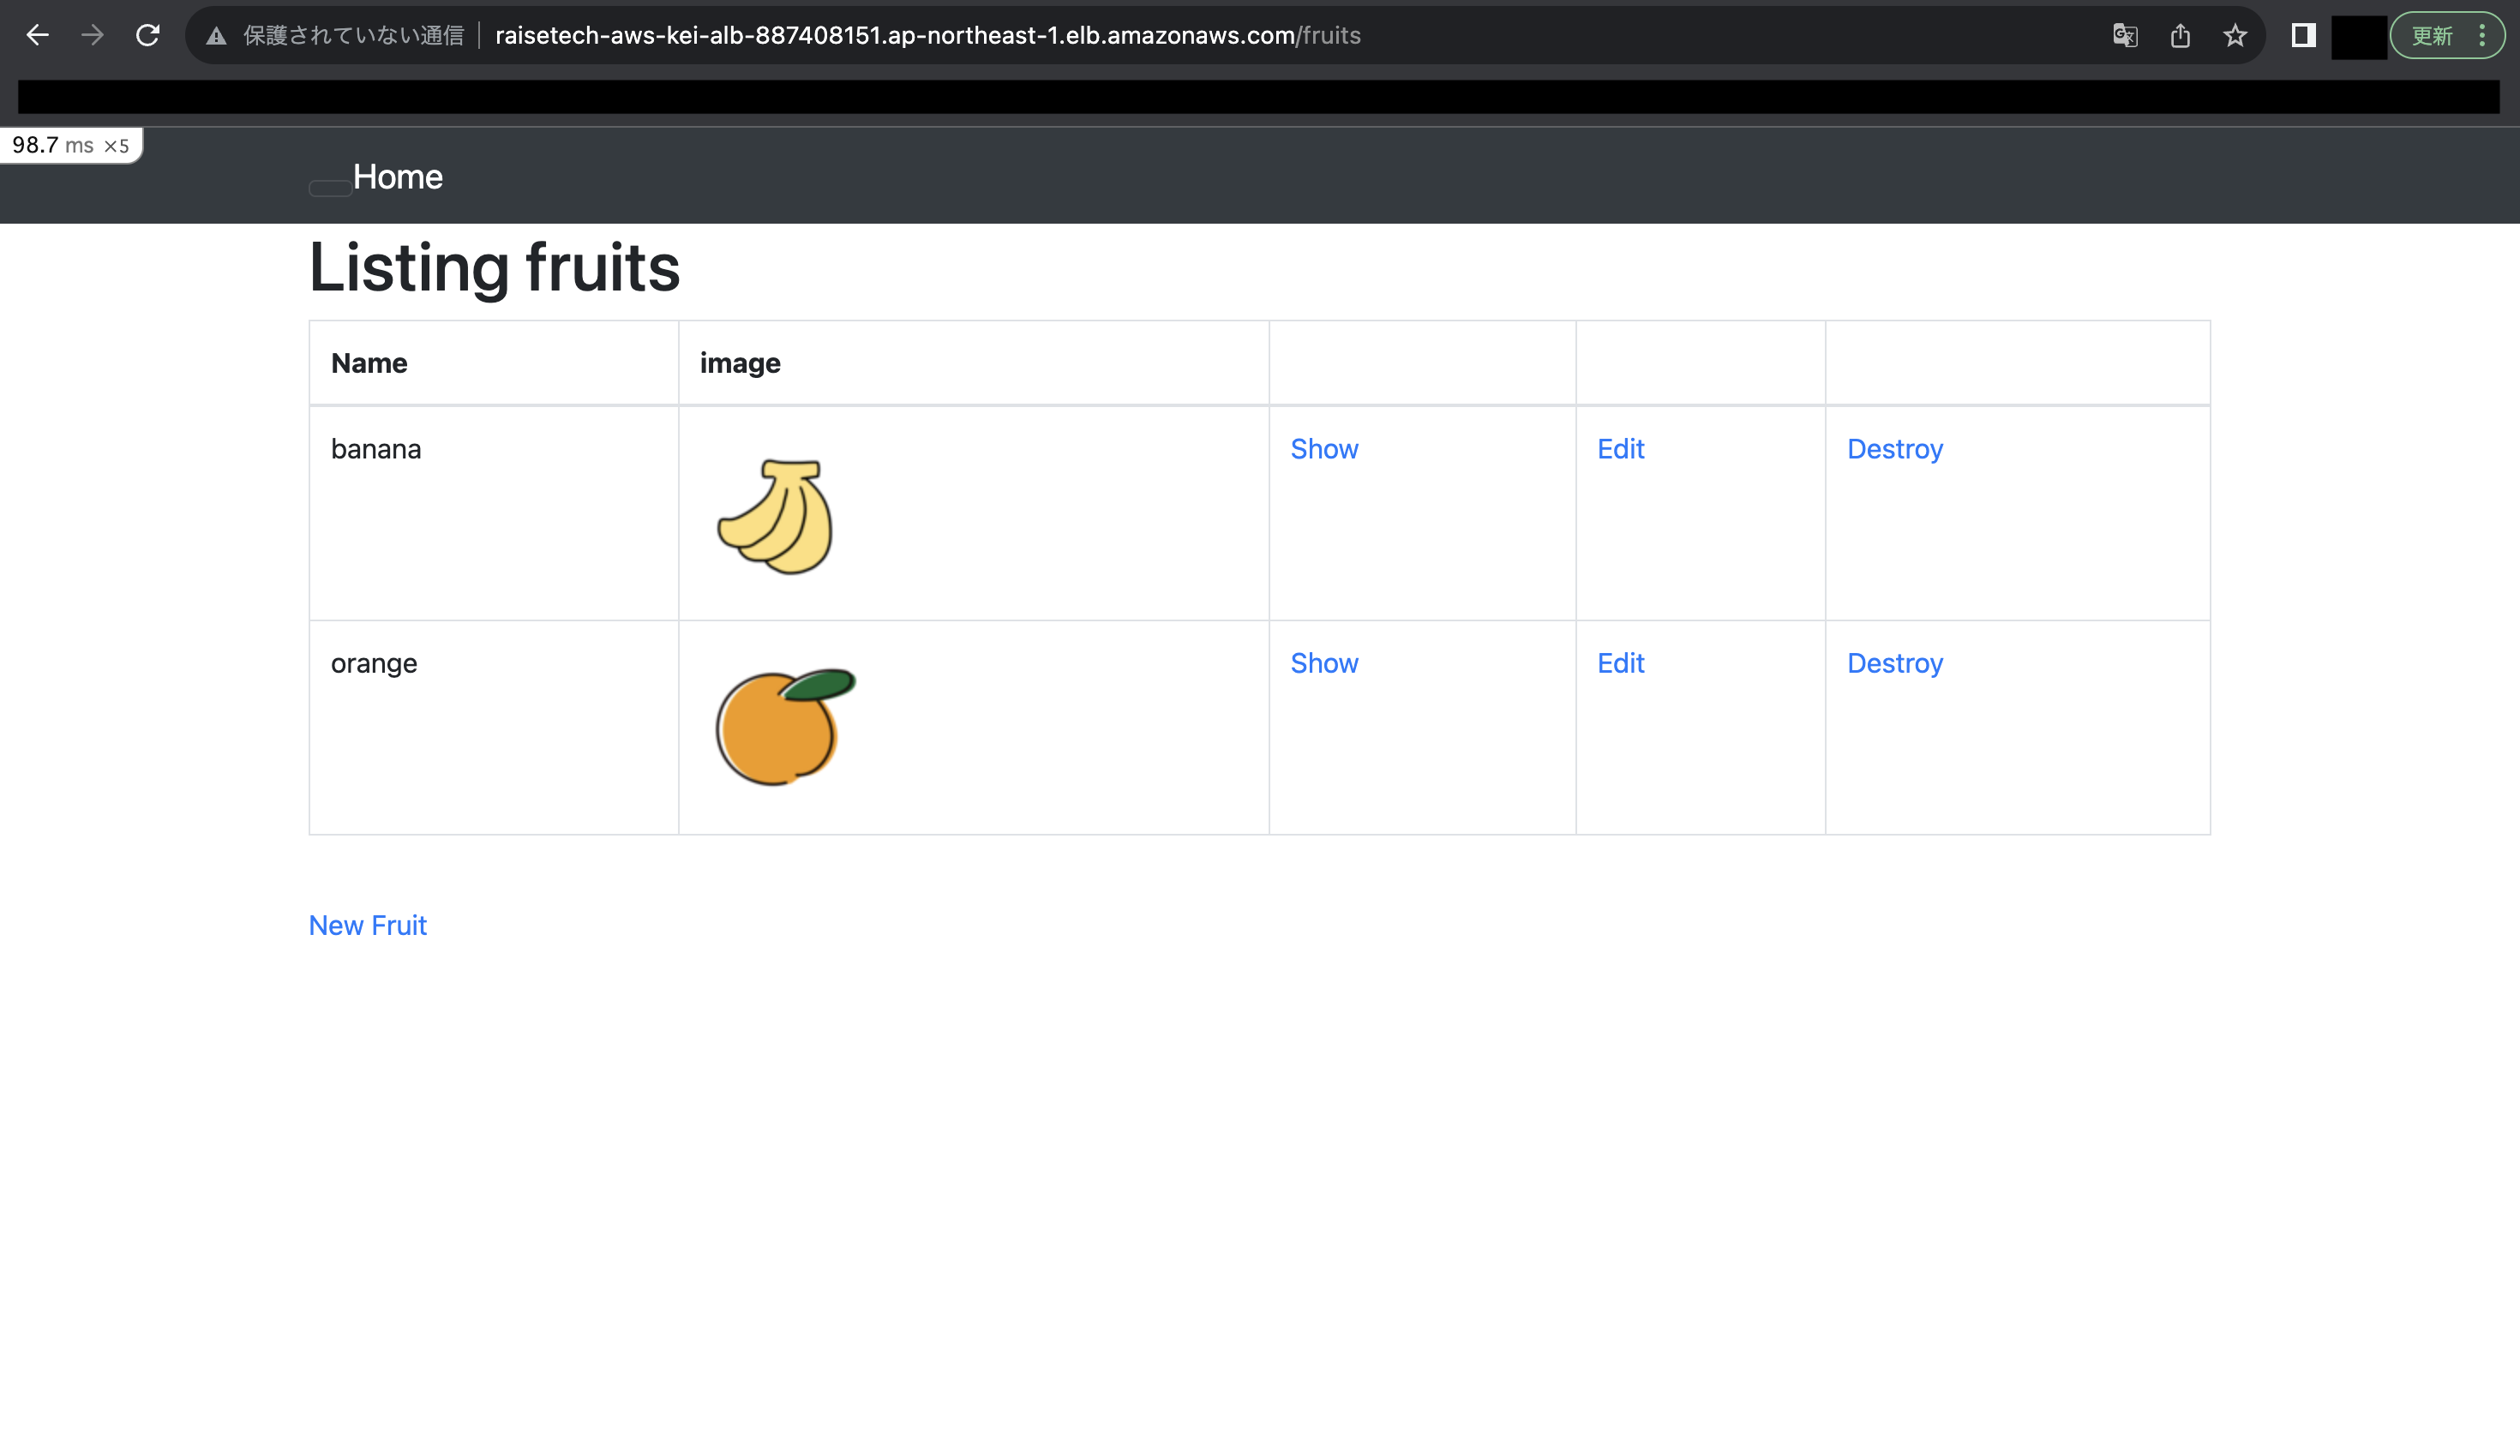 保護されていない通信 raisetech-aws-kei-alb-887408151.ap-northeast-1.elb.amazonaws.com/fruits 更新
98.7 ms ×5
Home
Listing fruits
Name image
banana Show Edit Destroy
orange Show Edit Destroy
New Fruit